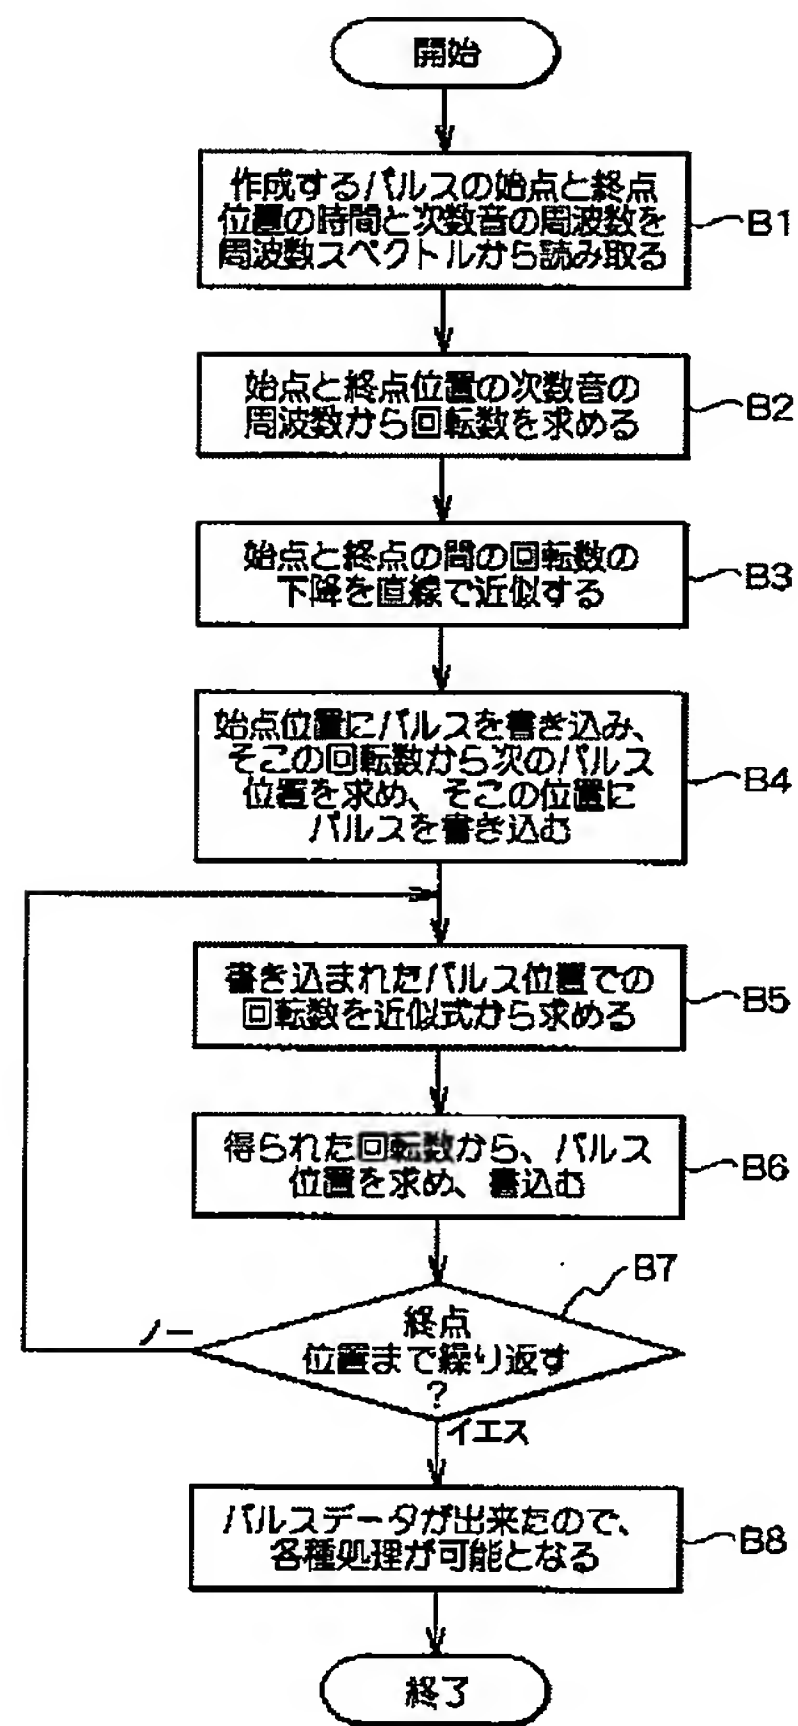 開始
作成するパルスの始点と終点
位置の時間と次数音の周波数を
周波数スペクトルから読み取る
B1
始点と終点位置の次数音の
周波数から回転数を求める
B2
始点と終点の間の回転数の
下降を直線で近似する
B3
始点位置にパルスを書き込み、
そこの回転数から次のパルス
位置を求め、そこの位置に
パルスを書き込む
B4
書き込まれたパルス位置での
回転数を近似式から求める
B5
得られた回転数から、パルス
位置を求め、書込む
B6
B7
ノー
終点
位置まで繰り返す
?
イエス
パルスデータが出来たので、
各種処理が可能となる
B8
終了